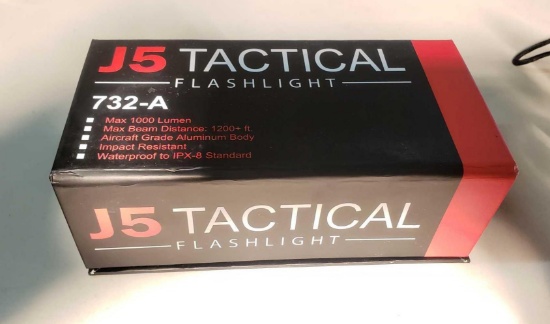 J5 TACTICAL
FLASHLIGHT
732-A
Max 1000 Lumen
Max Beam Distance: 1200+ ft.
Aircraft Grade Aluminum Body
Impact Resistant
Waterproof to IPX-8 Standard
J5 TACTICAL
FLASHLIGHT